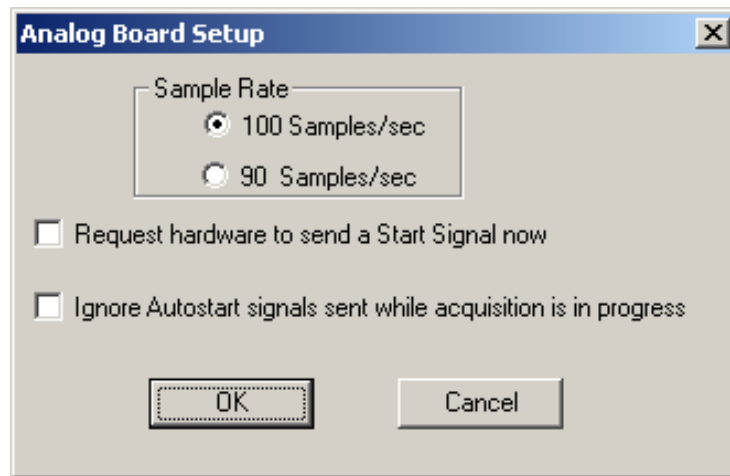 Analog Board Setup
Sample Rate
100 Samples/sec
90 Samples/sec
Request hardware to send a Start Signal now
Ignore Autostart signals sent while acquisition is in progress
OK Cancel